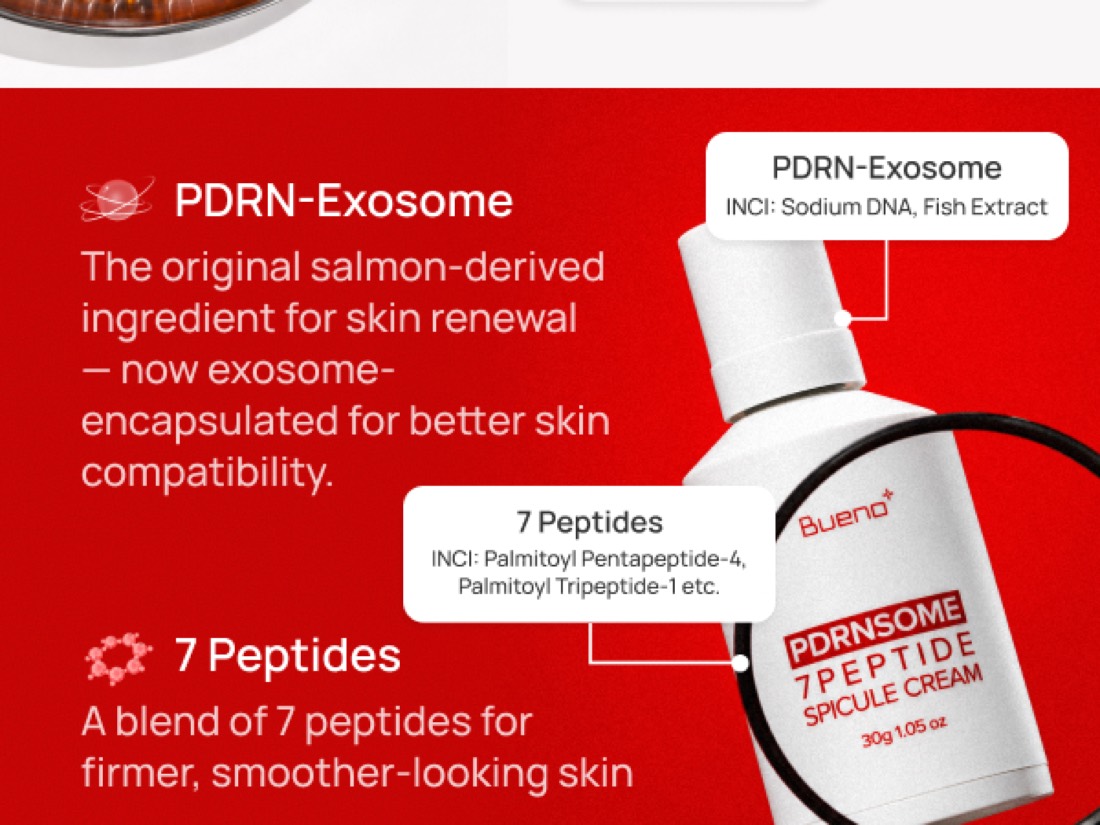 PDRN-Exosome
The original salmon-derived
ingredient for skin renewal
— now exosome-
encapsulated for better skin
compatibility.
PDRN-Exosome
INCI: Sodium DNA, Fish Extract
7 Peptides
INCI: Palmitoyl Pentapeptide-4,
Palmitoyl Tripeptide-1 etc.
7 Peptides
A blend of 7 peptides for
firmer, smoother-looking skin
Bueno+
PDRNSOME
7PEPTIDE
SPICULE CREAM
30g 1.05 oz